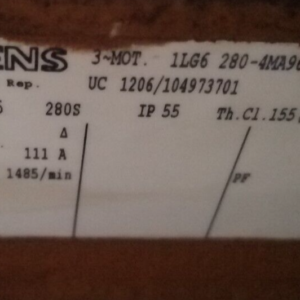 ENS 3~MOT. 1LG6 280-4MA9
Rep. UC 1206/104973701
280S IP 55 Th.Cl.155
Δ
111 A
1485/min PF